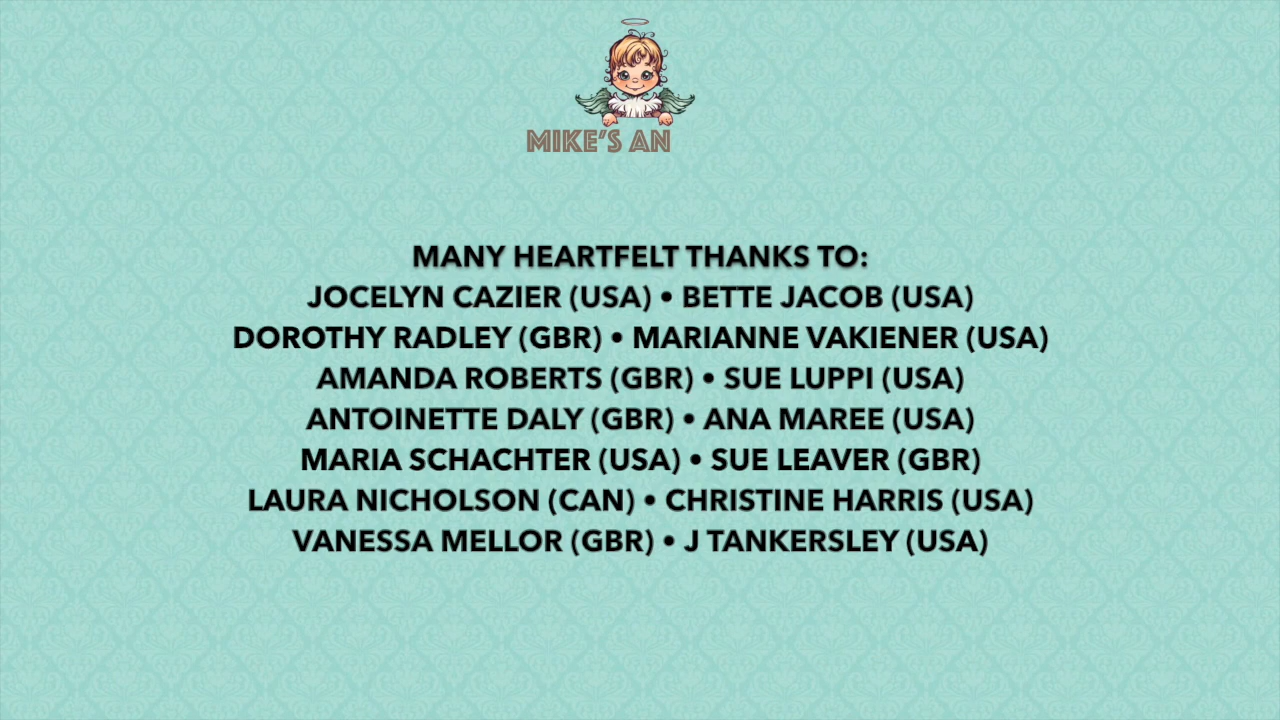 MIKE'S AN
MANY HEARTFELT THANKS TO:
JOCELYN CAZIER (USA) • BETTE JACOB (USA)
DOROTHY RADLEY (GBR) • MARIANNE VAKIENER (USA)
AMANDA ROBERTS (GBR) • SUE LUPPI (USA)
ANTOINETTE DALY (GBR) • ANA MAREE (USA)
MARIA SCHACHTER (USA) • SUE LEAVER (GBR)
LAURA NICHOLSON (CAN) • CHRISTINE HARRIS (USA)
VANESSA MELLOR (GBR) • J TANKERSLEY (USA)